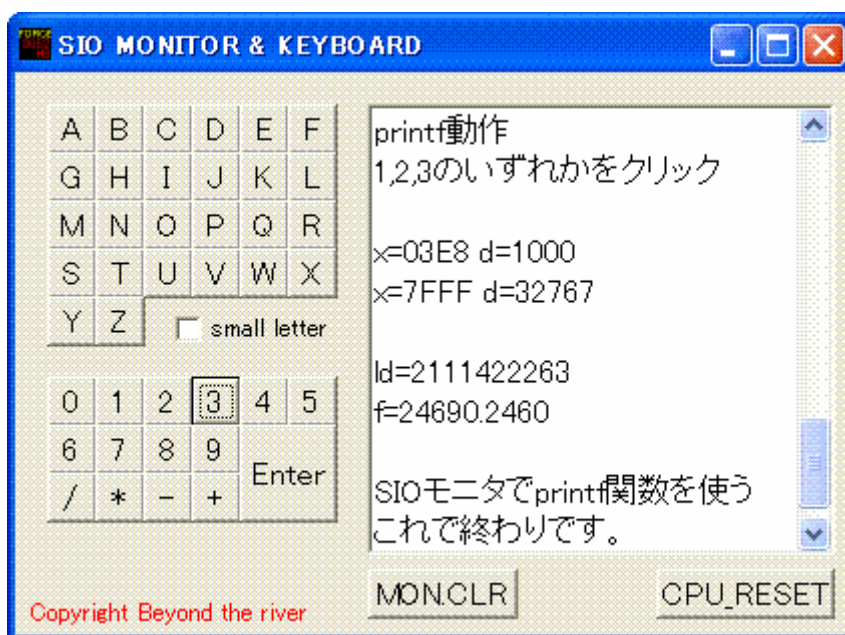 SIO MONITOR & KEYBOARD
A B C D E F
G H I J K L
M N O P Q R
S T U V W X
Y Z
small letter
0 1 2 3 4 5
6 7 8 9
Enter
/ * - +
Copyright Beyond the river
printf動作
1,2,3のいずれかをクリック
x=03E8 d=1000
x=7FFF d=32767
ld=2111422263
f=24690.2460
SIOモニタでprintf関数を使う
これで終わりです。
MON.CLR
CPU_RESET